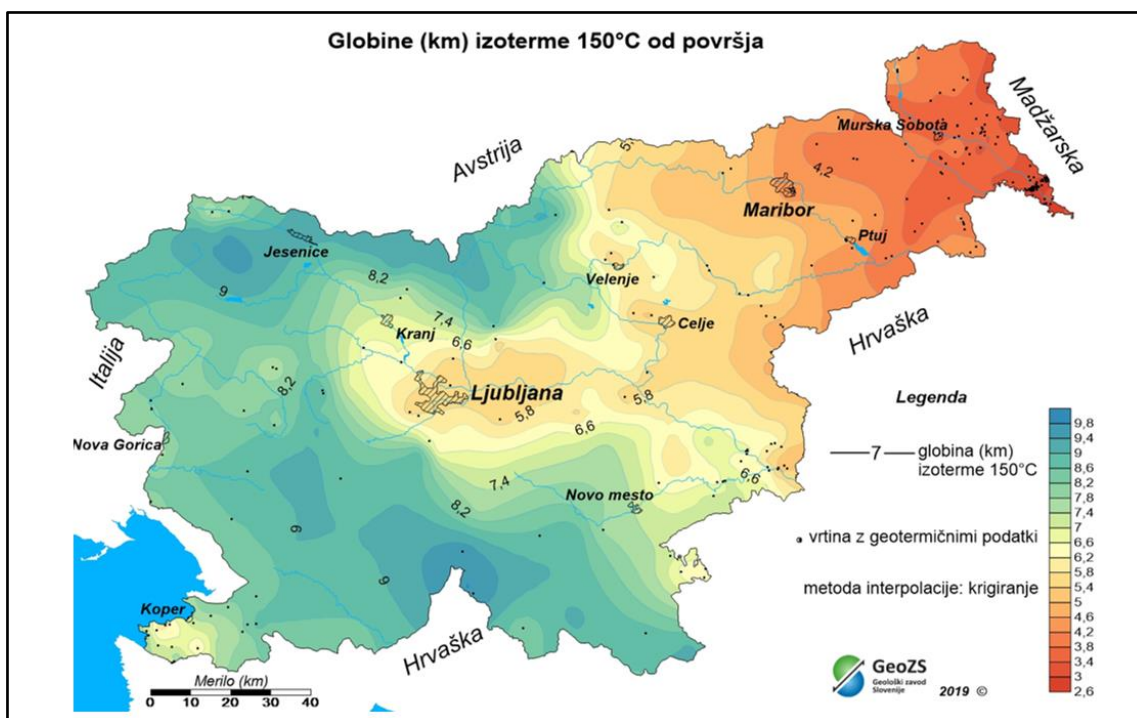 Globine (km) izoterme 150°C od površja
Madžarska
Murska Sobota
Avstrija
5
4,2
Maribor
Ptuj
Jesenice
Velenje
8,2
9
7,4
Celje
Hrvaška
Kranj
6,6
Italija
8,2
Ljubljana
5,8
5,8
Legenda
6,6
Nova Gorica
7
globina (km)
izoterme 150°C
7,4
6,6
Novo mesto
8,2
9
vrtina z geotermičnimi podatki
9
metoda interpolacije: krigiranje
Koper
Hrvaška
Merilo (km)
0 10 20 30 40
9,8
9,4
9
8,6
8,2
7,8
7,4
7
6,6
6,2
5,8
5,4
5
4,6
4,2
3,8
3,4
3
2,6
GeoZS
Geološki zavod
Slovenije
2019 ©